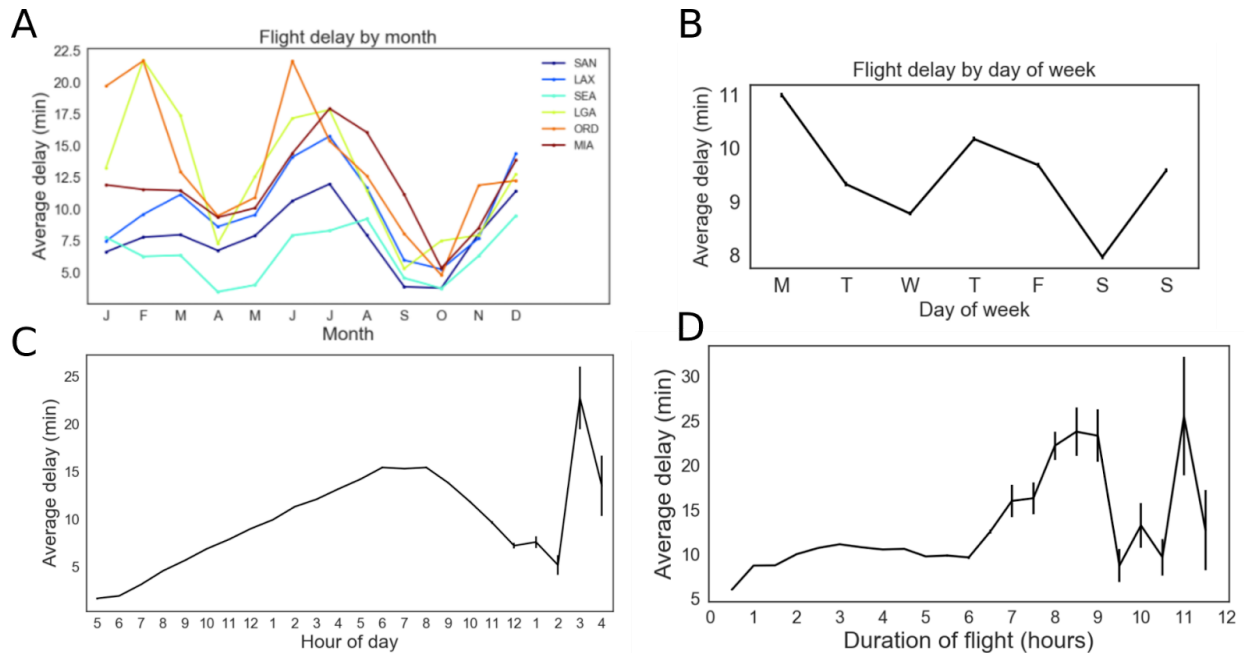 A
Flight delay by month
22.5
20.0
17.5
15.0
12.5
10.0
7.5
5.0
Average delay (min)
SAN
LAX
SEA
LGA
ORD
MIA
J F M A M J J A S O N D
Month
B
Flight delay by day of week
11
10
9
8
Average delay (min)
M T W T F S S
Day of week
C
25
20
15
10
5
Average delay (min)
5 6 7 8 9 10 11 12 1 2 3 4 5 6 7 8 9 10 11 12 1 2 3 4
Hour of day
D
30
25
20
15
10
5
Average delay (min)
0 1 2 3 4 5 6 7 8 9 10 11 12
Duration of flight (hours)